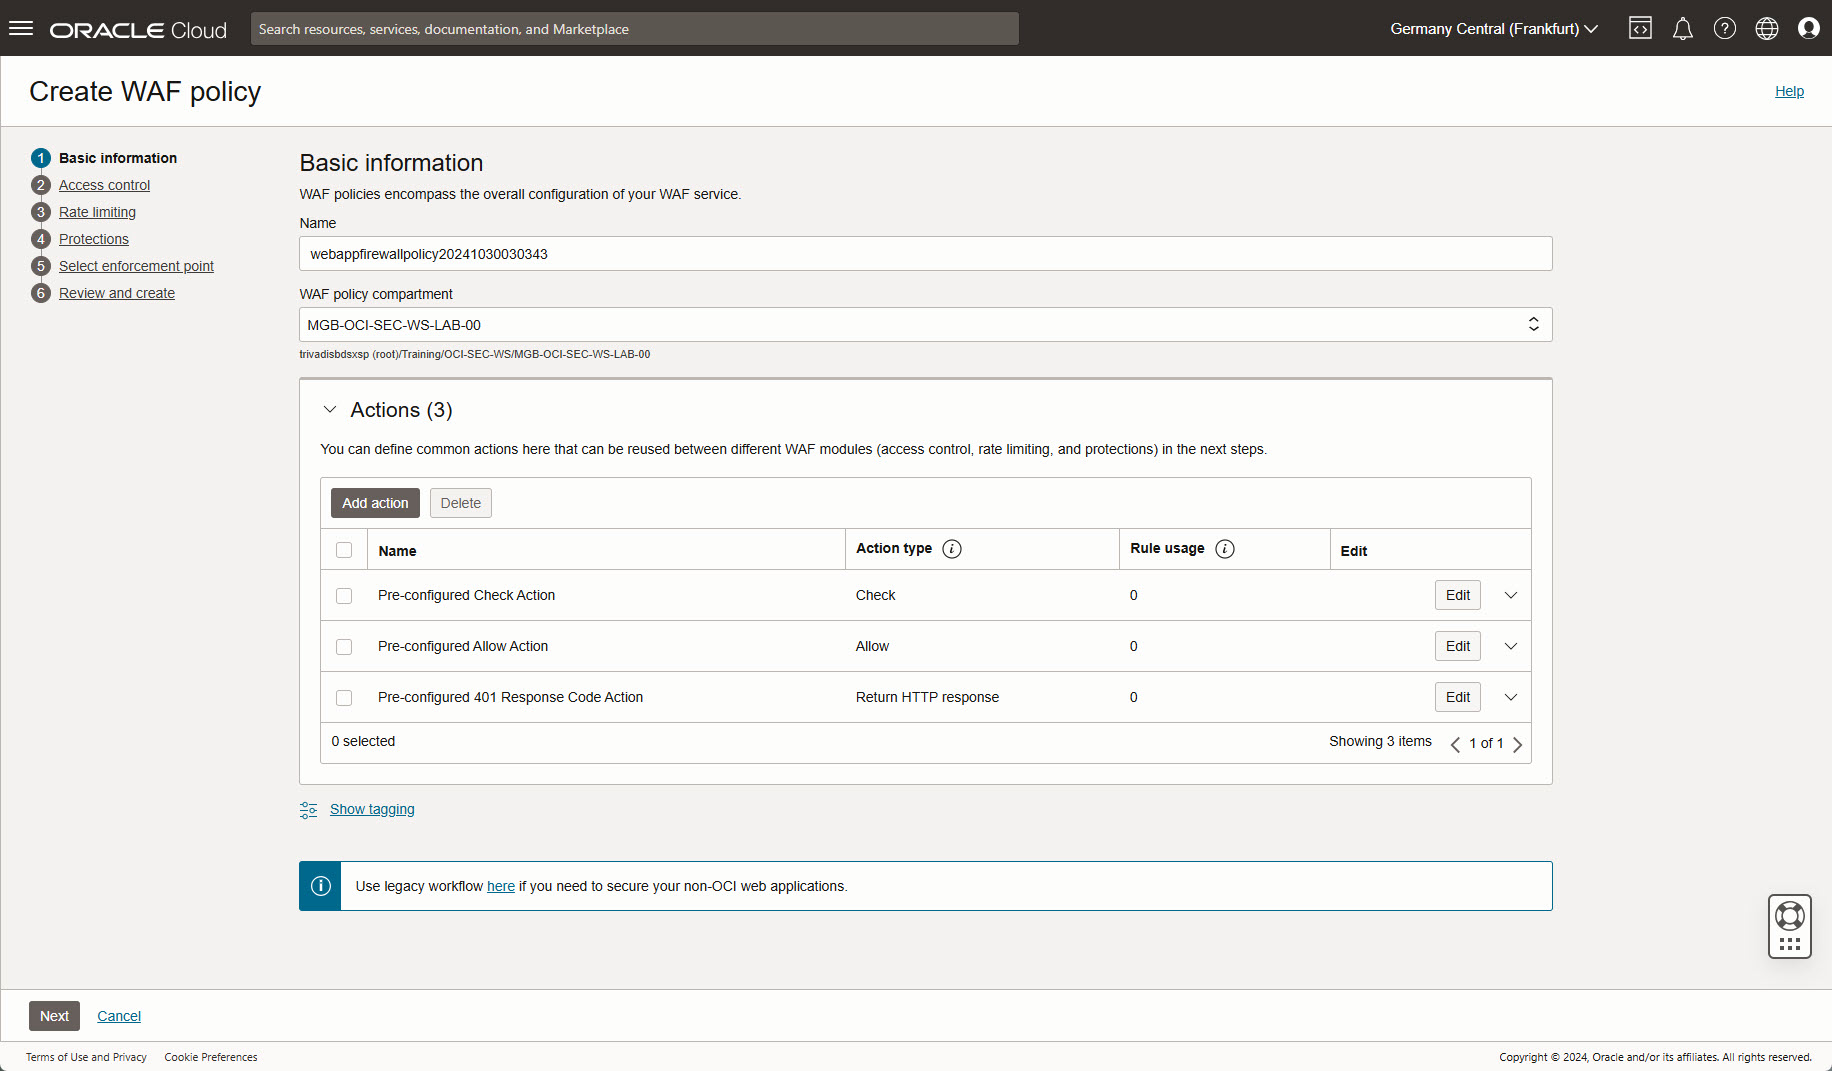 ORACLE Cloud
Search resources, services, documentation, and Marketplace
Germany Central (Frankfurt)
Create WAF policy
Help
1 Basic information
2 Access control
3 Rate limiting
4 Protections
5 Select enforcement point
6 Review and create
Basic information
WAF policies encompass the overall configuration of your WAF service.
Name
webappfirewallpolicy20241030030343
WAF policy compartment
MGB-OCI-SEC-WS-LAB-00
trivadisbdsxsp (root)/Training/OCI-SEC-WS/MGB-OCI-SEC-WS-LAB-00
Actions (3)
You can define common actions here that can be reused between different WAF modules (access control, rate limiting, and protections) in the next steps.
Add action Delete
Name Action type Rule usage Edit
Pre-configured Check Action Check 0 Edit
Pre-configured Allow Action Allow 0 Edit
Pre-configured 401 Response Code Action Return HTTP response 0 Edit
0 selected Showing 3 items 1 of 1
Show tagging
Use legacy workflow here if you need to secure your non-OCI web applications.
Next Cancel
Terms of Use and Privacy Cookie Preferences Copyright © 2024, Oracle and/or its affiliates. All rights reserved.